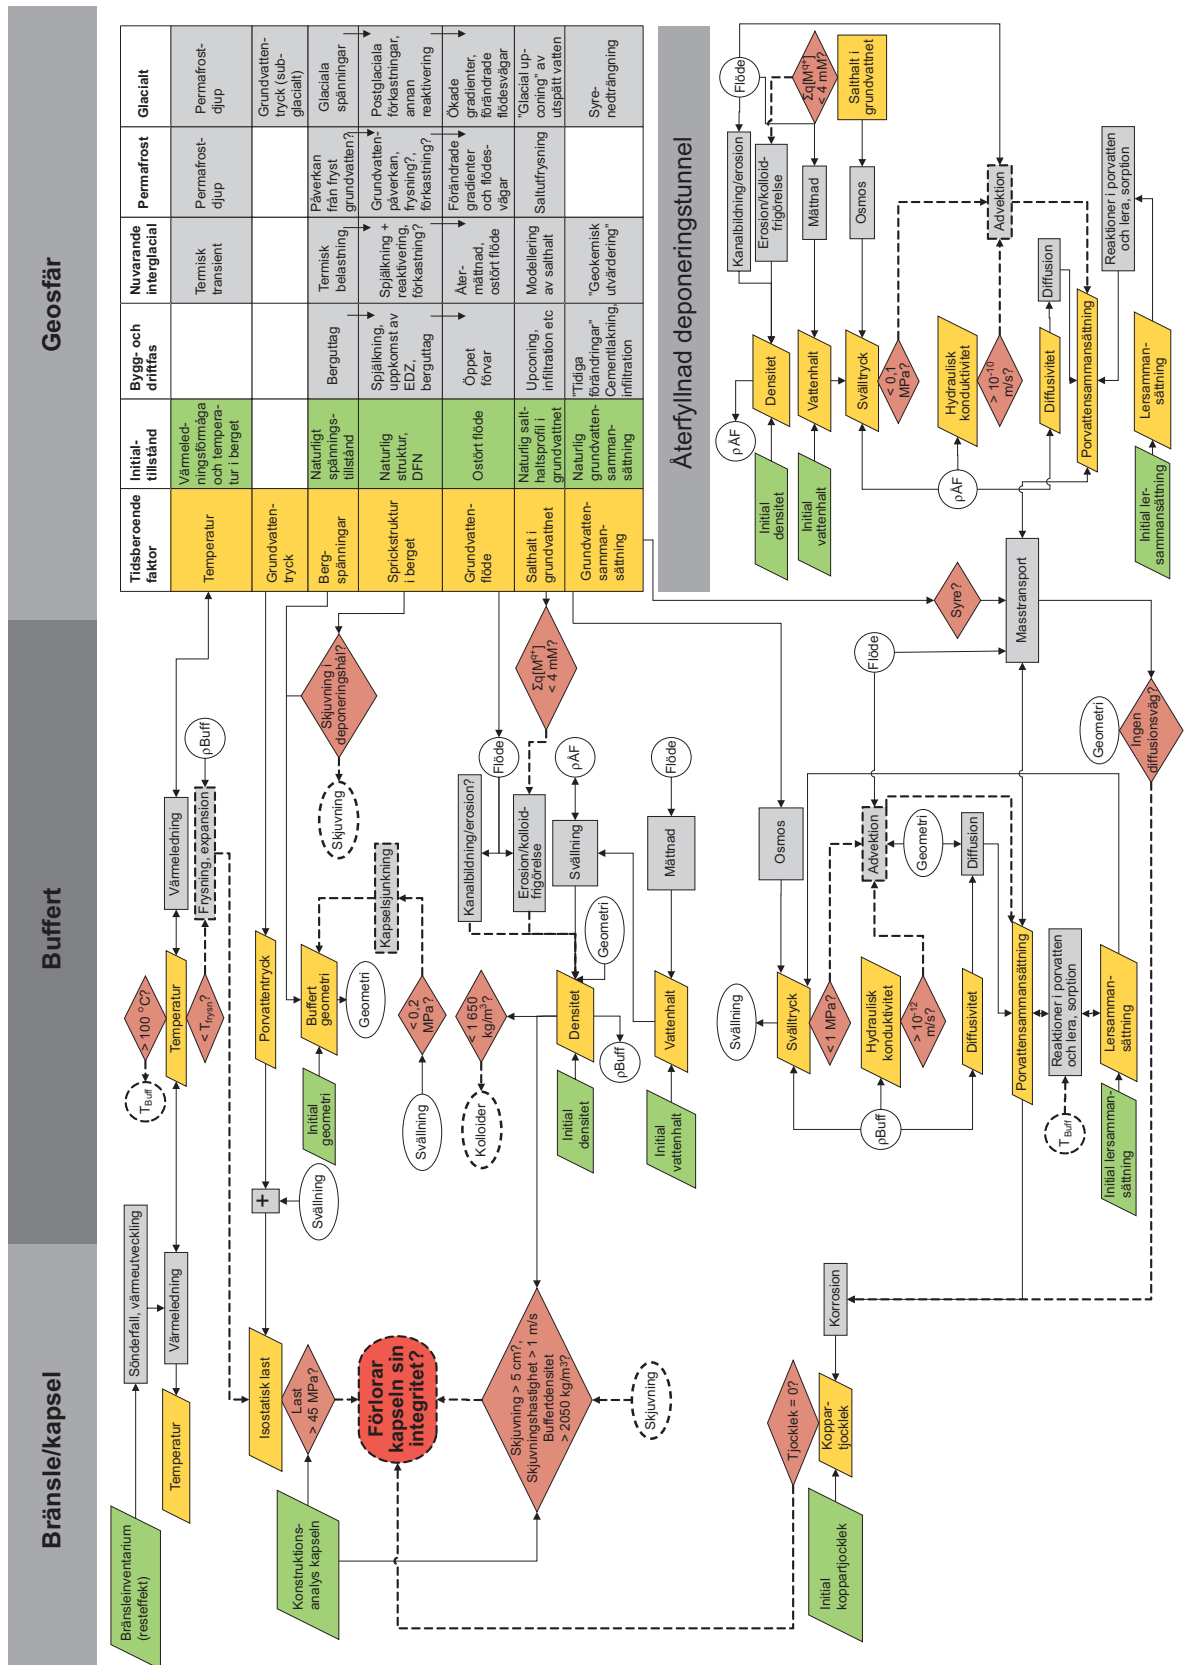 Bränsle/kapsel
Buffert
Geosfär
Bränsleinventarium
(resteffekt)
Sönderfall, värmeutveckling
Värmeledning
Temperatur
> 100 °C?
T Buff
Temperatur
< T frysn?
Värmeledning
Frysning, expansion
ρBuff
Isostatisk last
Last
> 45 MPa?
Konstruktions-
analys kapseln
Förlorar
kapseln sin
integritet?
+
Svällning
Porvattentryck
Skjuvning i
deponeringshål?
Skjuvning
Initial
geometri
Buffert
geometri
Geometri
Kapselsjunkning
< 0,2
MPa?
Svällning
Skjuvning > 5 cm?,
Skjuvningshastighet > 1 m/s
Buffertdensitet
> 2050 kg/m³?
Skjuvning
Kanalbildning/erosion?
Flöde
Erosion/kolloid-
frigörelse
Σq[Mq+]
< 4 mM?
ρÅF
Svällning
Geometri
< 1 650
kg/m³?
Kolloider
Densitet
ρBuff
Initial
densitet
Flöde
Mättnad
Vattenhalt
Initial
vattenhalt
Tidsberoende
faktor
Initial-
tillstånd
Bygg- och
driftfas
Nuvarande
interglacial
Permafrost
Glacialt
Temperatur
Värmeled-
ningsförmåga
och tempera-
tur i berget
Termisk
transient
Permafrost-
djup
Permafrost-
djup
Grundvatten-
tryck
Grundvatten-
tryck (sub-
glacialt)
Berg-
spänningar
Naturligt
spännings-
tillstånd
Berguttag
Termisk
belastning
Påverkan
från fryst
grundvatten?
Glaciala
spänningar
Sprickstruktur
i berget
Naturlig
struktur,
DFN
Spjälkning,
uppkomst av
EDZ,
berguttag
Spjälkning +
reaktivering,
förkastning?
Grundvatten-
påverkan,
frysning?,
förkastning?
Postglaciala
förkastningar,
annan
reaktivering
Grundvatten-
flöde
Ostört flöde
Öppet
förvar
Åter-
mättnad,
ostört flöde
Förändrade
gradienter
och flödes-
vägar
Ökade
gradienter,
förändrade
flödesvägar
Salthalt i
grundvattnet
Naturlig salt-
haltsprofil i
grundvattnet
Upconing,
infiltration etc
Modellering
av salthalt
Saltutfrysning
"Glacial up-
coning" av
utspätt vatten
Grundvatten-
samman-
sättning
Naturlig
grundvatten-
samman-
sättning
"Tidiga
förändringar"
Cementlakning,
infiltration
"Geokemisk
utvärdering"
Syre-
nedträngning
Återfyllnad deponeringstunnel
Initial
densitet
ρÅF
Densitet
Kanalbildning/erosion
Flöde
Erosion/kolloid-
frigörelse
Σq[Mq+]
< 4 mM?
Initial
vattenhalt
Vattenhalt
Mättnad
Salthalt i
grundvattnet
Osmos
Svälltryck
< 0,1
MPa?
Hydraulisk
konduktivitet
> 10-10
m/s?
ρÅF
Advektion
Diffusivitet
Diffusion
Porvattensammansättning
Reaktioner i porvatten
och lera, sorption
Lersamman-
sättning
Initial ler-
sammansättning
Syre?
Masstransport
Flöde
Geometri
Ingen
diffusionsväg?
Osmos
Svällning
Svälltryck
< 1 MPa?
Advektion
Geometri
Hydraulisk
konduktivitet
> 10-12
m/s?
ρBuff
Diffusivitet
Diffusion
Porvattensammansättning
Reaktioner i porvatten
och lera, sorption
T Buff
Lersamman-
sättning
Initial lersamman-
sättning
Korrosion
Tjocklek = 0?
Koppar-
tjocklek
Initial
koppartjocklek